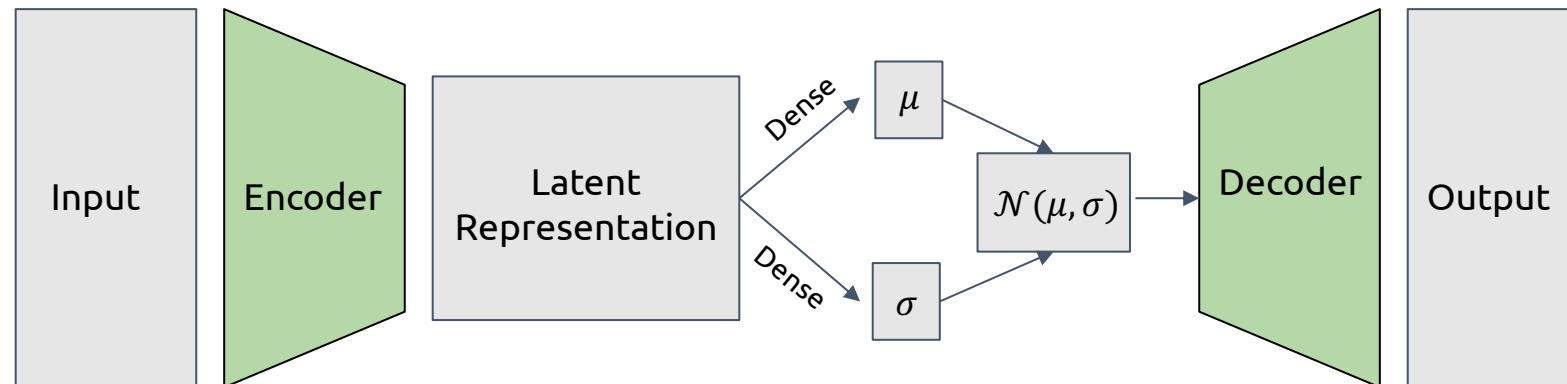 Input
Encoder
Latent
Representation
Dense
Dense
μ
σ
𝒩(μ, σ)
Decoder
Output